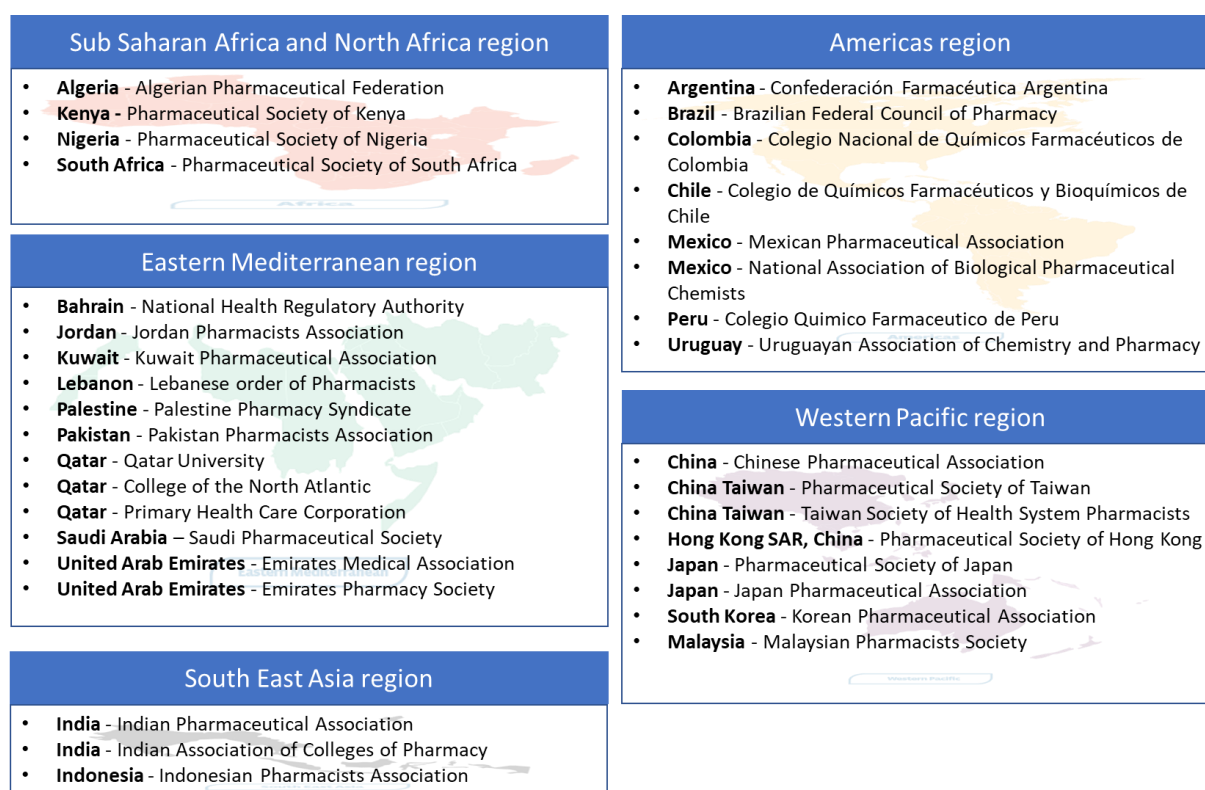 Sub Saharan Africa and North Africa region
• Algeria - Algerian Pharmaceutical Federation
• Kenya - Pharmaceutical Society of Kenya
• Nigeria - Pharmaceutical Society of Nigeria
• South Africa - Pharmaceutical Society of South Africa
Africa
Eastern Mediterranean region
• Bahrain - National Health Regulatory Authority
• Jordan - Jordan Pharmacists Association
• Kuwait - Kuwait Pharmaceutical Association
• Lebanon - Lebanese order of Pharmacists
• Palestine - Palestine Pharmacy Syndicate
• Pakistan - Pakistan Pharmacists Association
• Qatar - Qatar University
• Qatar - College of the North Atlantic
• Qatar - Primary Health Care Corporation
• Saudi Arabia – Saudi Pharmaceutical Society
• United Arab Emirates - Emirates Medical Association
Eastern Mediterranean
• United Arab Emirates - Emirates Pharmacy Society
South East Asia region
• India - Indian Pharmaceutical Association
• India - Indian Association of Colleges of Pharmacy
• Indonesia - Indonesian Pharmacists Association
South East Asia
Americas region
• Argentina - Confederación Farmacéutica Argentina
• Brazil - Brazilian Federal Council of Pharmacy
• Colombia - Colegio Nacional de Químicos Farmacéuticos de
Colombia
• Chile - Colegio de Químicos Farmacéuticos y Bioquímicos de
Chile
• Mexico - Mexican Pharmaceutical Association
• Mexico - National Association of Biological Pharmaceutical
Chemists
• Peru - Colegio Quimico Farmaceutico de Peru
• Uruguay - Uruguayan Association of Chemistry and Pharmacy
Western Pacific region
• China - Chinese Pharmaceutical Association
• China Taiwan - Pharmaceutical Society of Taiwan
• China Taiwan - Taiwan Society of Health System Pharmacists
• Hong Kong SAR, China - Pharmaceutical Society of Hong Kong
• Japan - Pharmaceutical Society of Japan
• Japan - Japan Pharmaceutical Association
• South Korea - Korean Pharmaceutical Association
• Malaysia - Malaysian Pharmacists Society
Western Pacific